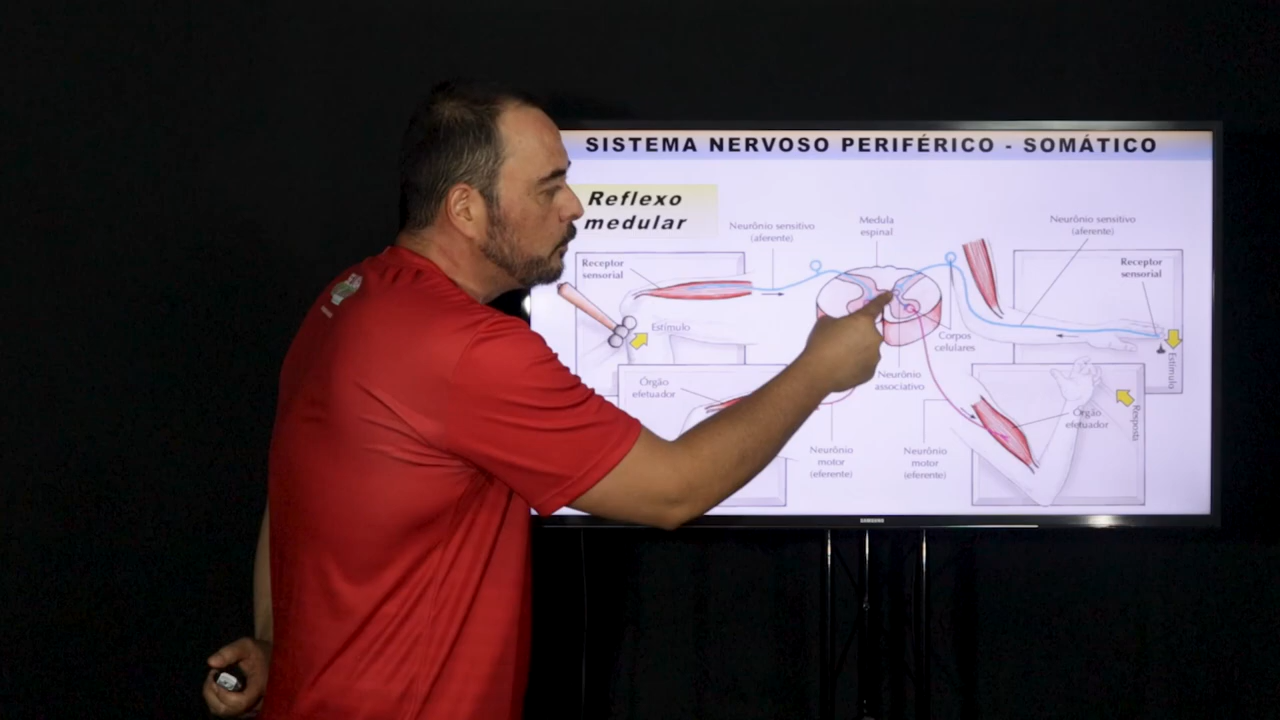 SISTEMA NERVOSO PERIFÉRICO - SOMÁTICO
Reflexo
medular
Neurônio sensitivo
(aferente)
Medula
espinal
Neurônio sensitivo
(aferente)
Receptor
sensorial
Receptor
sensorial
Estímulo
Corpos
celulares
Estímulo
Neurônio
associativo
Órgão
efetuador
Órgão
efetuador
Resposta
Neurônio
motor
(eferente)
Neurônio
motor
(eferente)
SAMSUNG